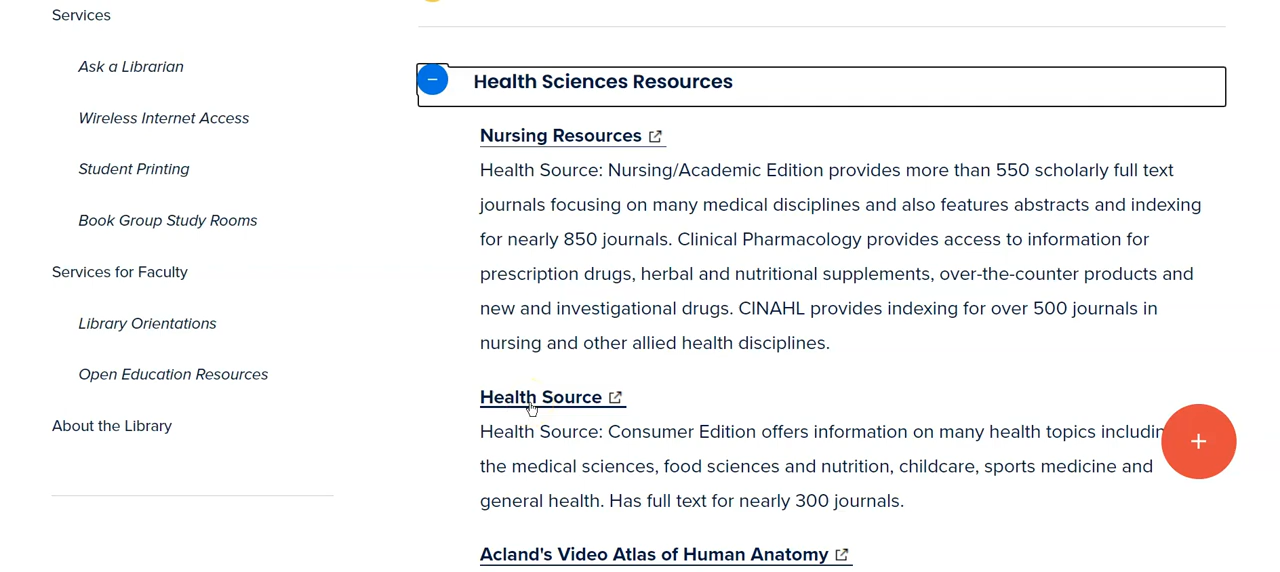 Services
Ask a Librarian
Wireless Internet Access
Student Printing
Book Group Study Rooms
Services for Faculty
Library Orientations
Open Education Resources
About the Library
Health Sciences Resources
Nursing Resources
Health Source: Nursing/Academic Edition provides more than 550 scholarly full text
journals focusing on many medical disciplines and also features abstracts and indexing
for nearly 850 journals. Clinical Pharmacology provides access to information for
prescription drugs, herbal and nutritional supplements, over-the-counter products and
new and investigational drugs. CINAHL provides indexing for over 500 journals in
nursing and other allied health disciplines.
Health Source
Health Source: Consumer Edition offers information on many health topics includin
the medical sciences, food sciences and nutrition, childcare, sports medicine and
general health. Has full text for nearly 300 journals.
Acland's Video Atlas of Human Anatomy